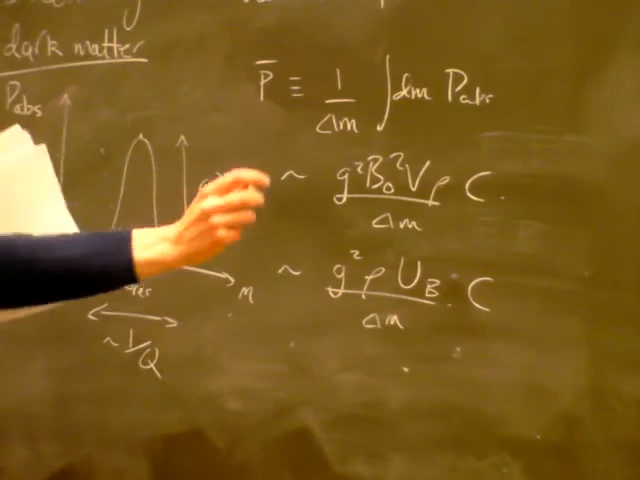 dark matter
P_abs
P̄ ≡ 1/Δm ∫dm P_abs
~ g²B₀²Vρ/Δm C.
~ g²ρU_B/Δm · C
m
~ 1/Q